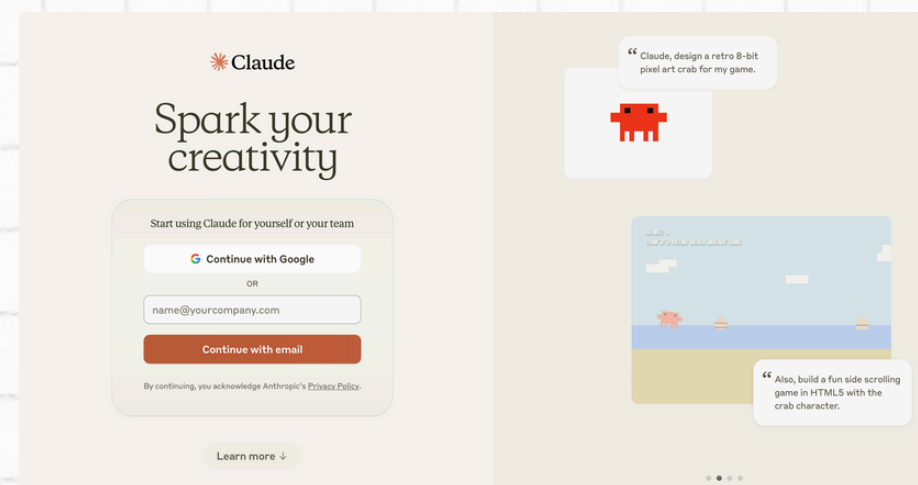 Claude
Spark your
creativity
Start using Claude for yourself or your team
Continue with Google
OR
name@yourcompany.com
Continue with email
By continuing, you acknowledge Anthropic's Privacy Policy.
Learn more ↓
“ Claude, design a retro 8-bit
pixel art crab for my game.
“ Also, build a fun side scrolling
game in HTML5 with the
crab character.